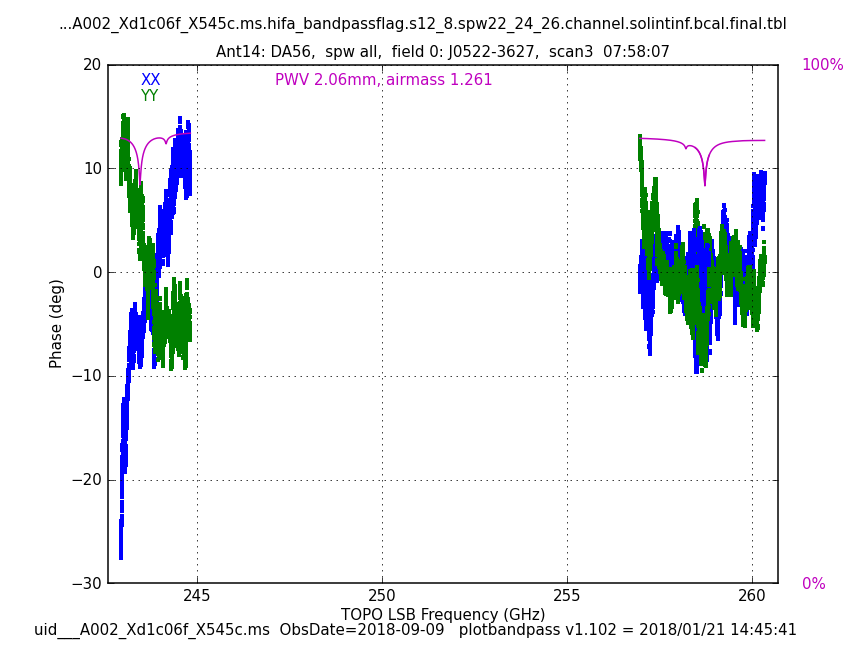 ...A002_Xd1c06f_X545c.ms.hifa_bandpassflag.s12_8.spw22_24_26.channel.solintinf.bcal.final.tbl
Ant14: DA56,  spw all,  field 0: J0522-3627,  scan3  07:58:07
20
XX
PWV 2.06mm, airmass 1.261
100%
YY
10
0
Phase (deg)
−10
−20
−30
0%
245
250
255
260
TOPO LSB Frequency (GHz)
uid___A002_Xd1c06f_X545c.ms  ObsDate=2018-09-09   plotbandpass v1.102 = 2018/01/21 14:45:41